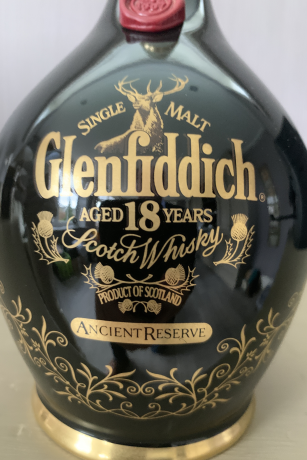 SINGLE MALT
Glenfiddich®
AGED 18 YEARS
Scotch Whisky
PRODUCT OF SCOTLAND
ANCIENT RESERVE